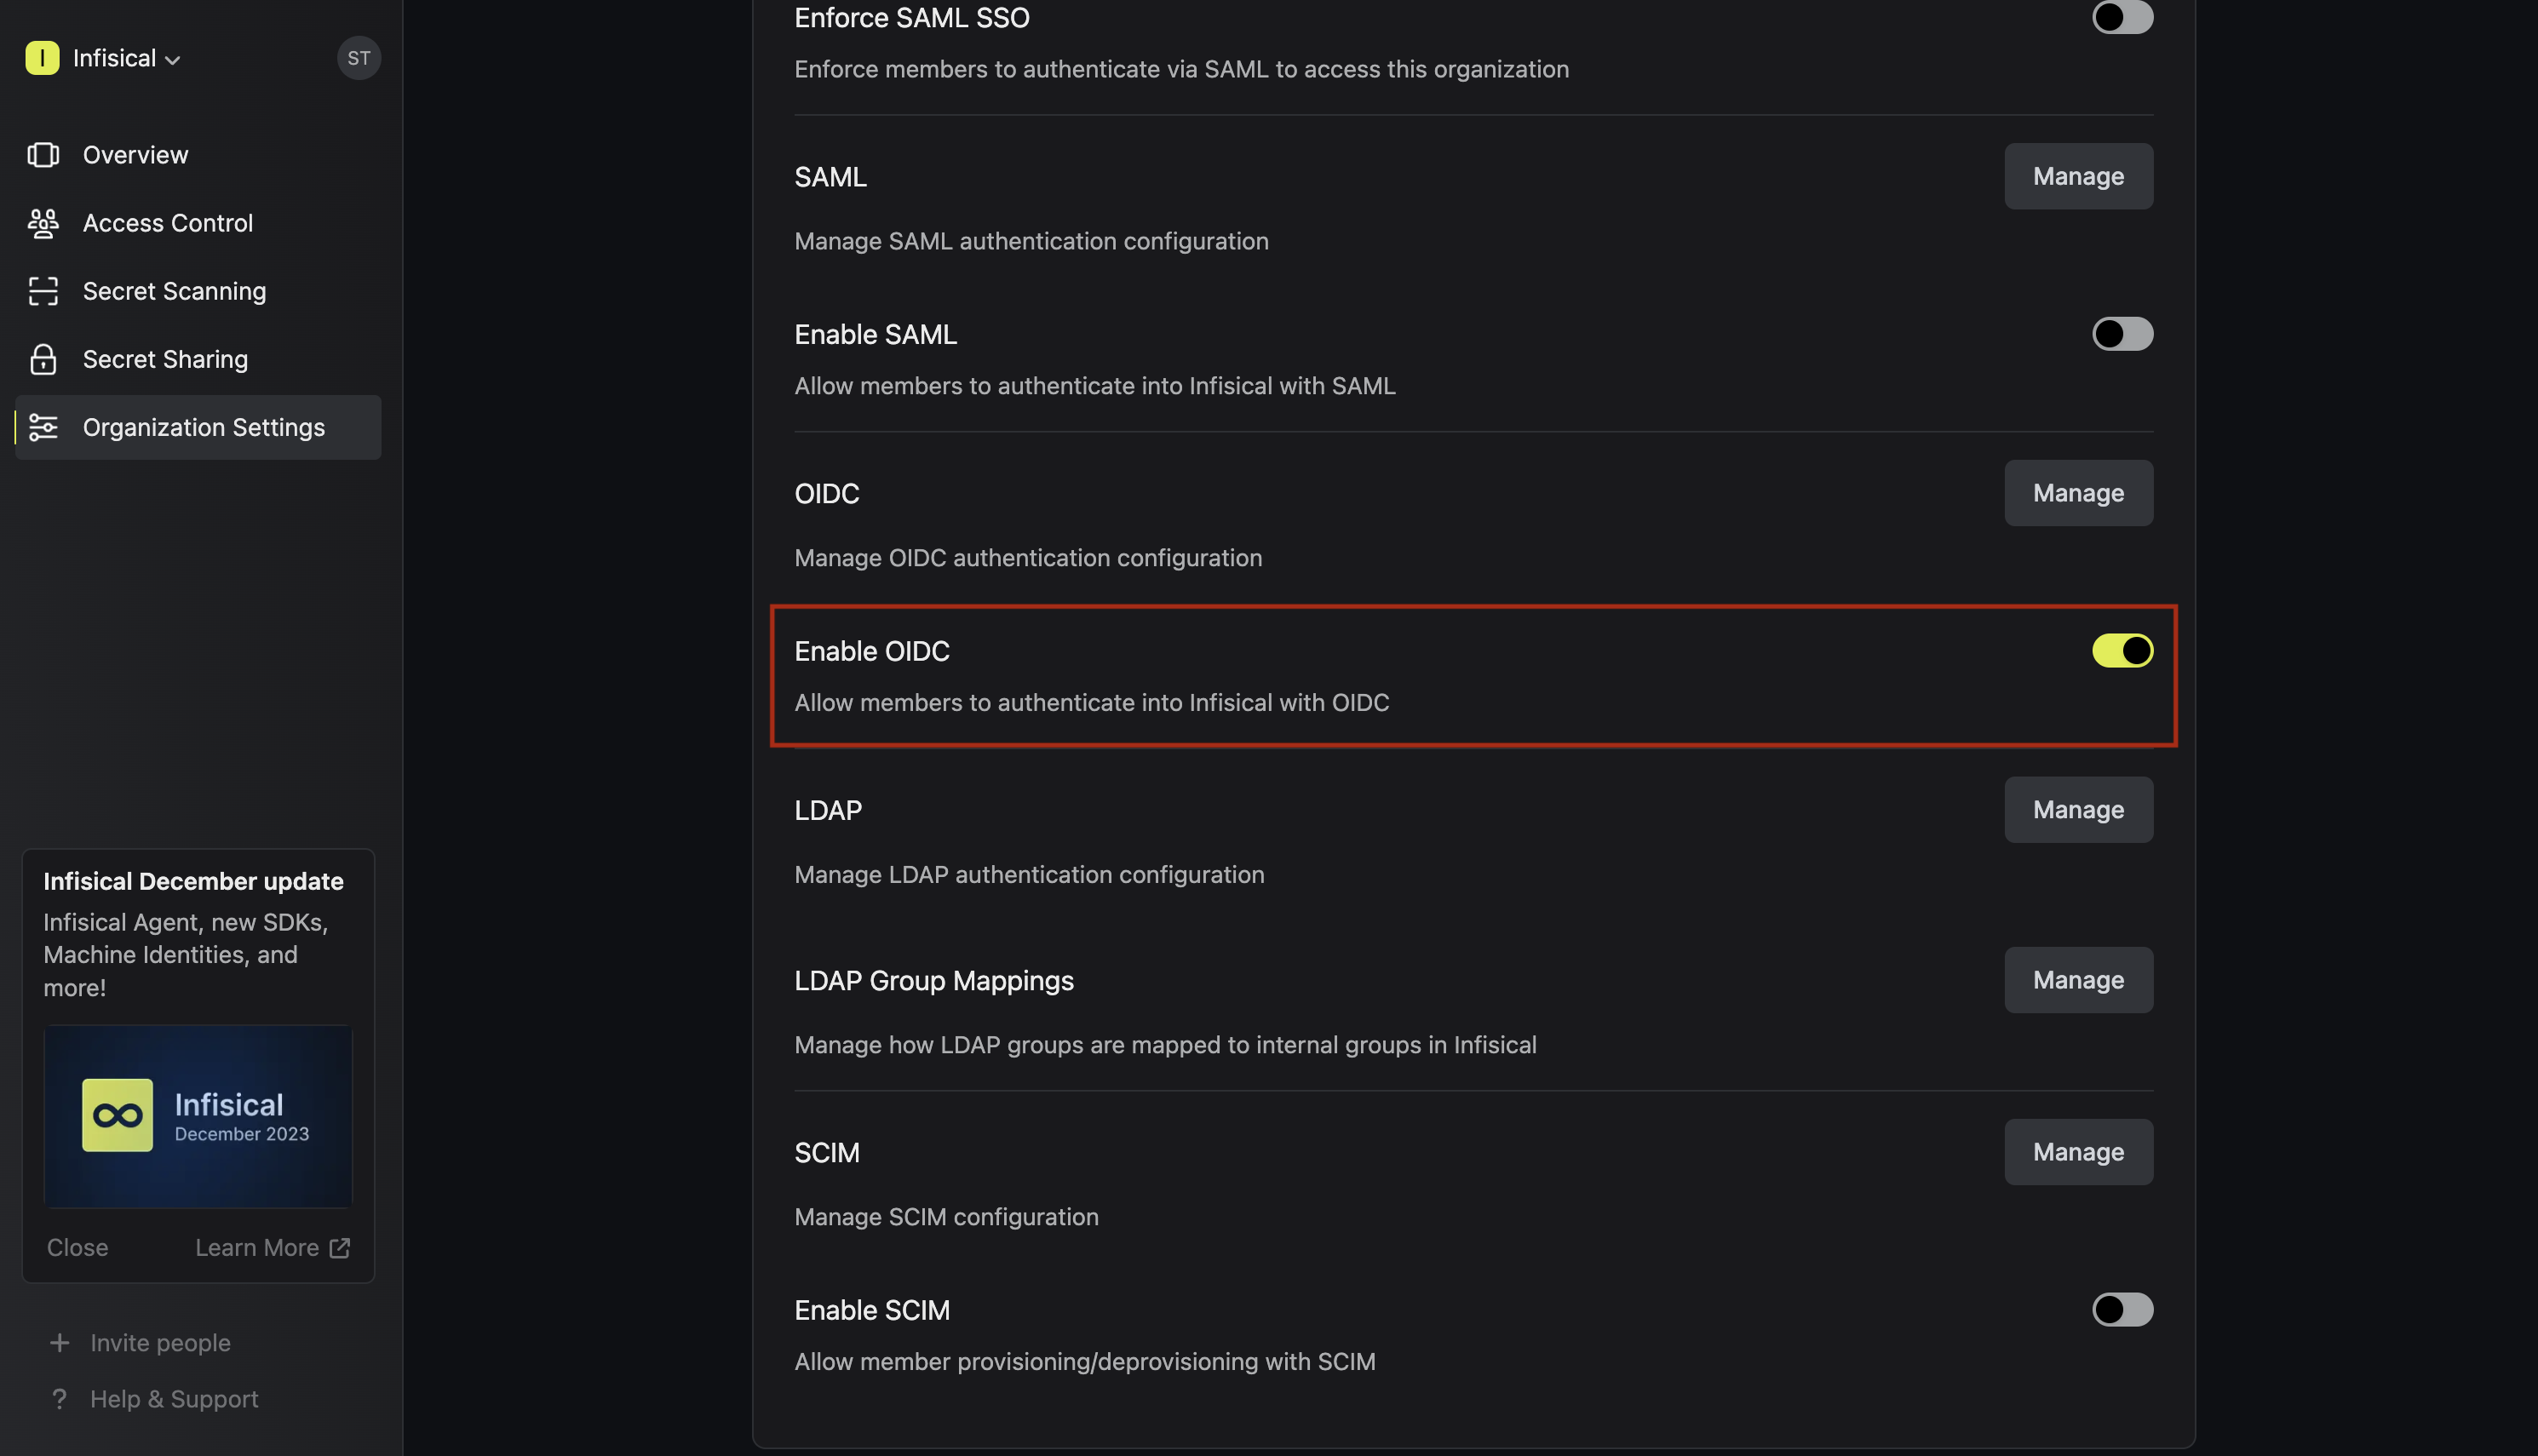 I Infisical
ST
Overview
Access Control
Secret Scanning
Secret Sharing
Organization Settings
Infisical December update
Infisical Agent, new SDKs,
Machine Identities, and
more!
Infisical
December 2023
Close
Learn More
+ Invite people
? Help & Support
Enforce SAML SSO
Enforce members to authenticate via SAML to access this organization
SAML
Manage
Manage SAML authentication configuration
Enable SAML
Allow members to authenticate into Infisical with SAML
OIDC
Manage
Manage OIDC authentication configuration
Enable OIDC
Allow members to authenticate into Infisical with OIDC
LDAP
Manage
Manage LDAP authentication configuration
LDAP Group Mappings
Manage
Manage how LDAP groups are mapped to internal groups in Infisical
SCIM
Manage
Manage SCIM configuration
Enable SCIM
Allow member provisioning/deprovisioning with SCIM